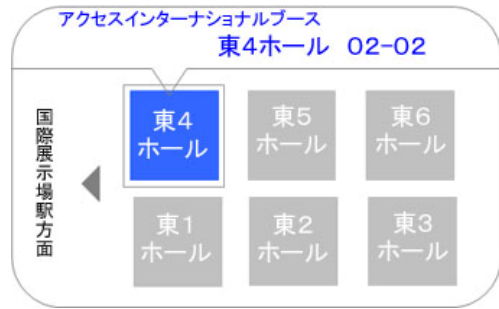 アクセスインターナショナルブース
東4ホール 02-02
国際展示場駅方面
東4
ホール
東5
ホール
東6
ホール
東1
ホール
東2
ホール
東3
ホール